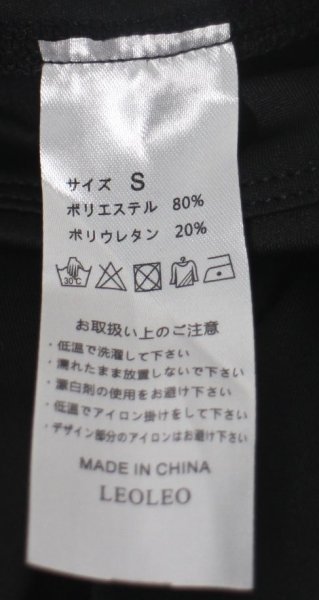 サイズ S
ポリエステル 80%
ポリウレタン 20%
30°C
お取扱い上のご注意
・低温で洗濯して下さい
・濡れたまま放置しないで下さい
・漂白剤の使用をお避け下さい
・低温でアイロン掛けをして下さい
・デザイン部分のアイロンはお避け下さい
MADE IN CHINA
LEOLEO